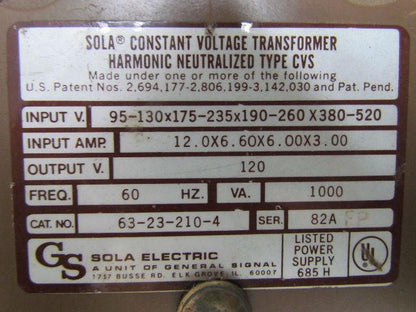 SOLA® CONSTANT VOLTAGE TRANSFORMER
HARMONIC NEUTRALIZED TYPE CVS
Made under one or more of the following
U.S. Patent Nos. 2,694,177-2,806,199-3,142,030 and Pat. Pend.
INPUT V. 95-130x175-235x190-260X380-520
INPUT AMP. 12.0X6.60X6.00X3.00
OUTPUT V. 120
FREQ. 60 HZ. VA. 1000
CAT. NO. 63-23-210-4 SER. 82A FP
GS SOLA ELECTRIC
A UNIT OF GENERAL SIGNAL
1717 BUSSE RD. ELK GROVE, IL. 60007
LISTED
POWER
SUPPLY
685 H
UL